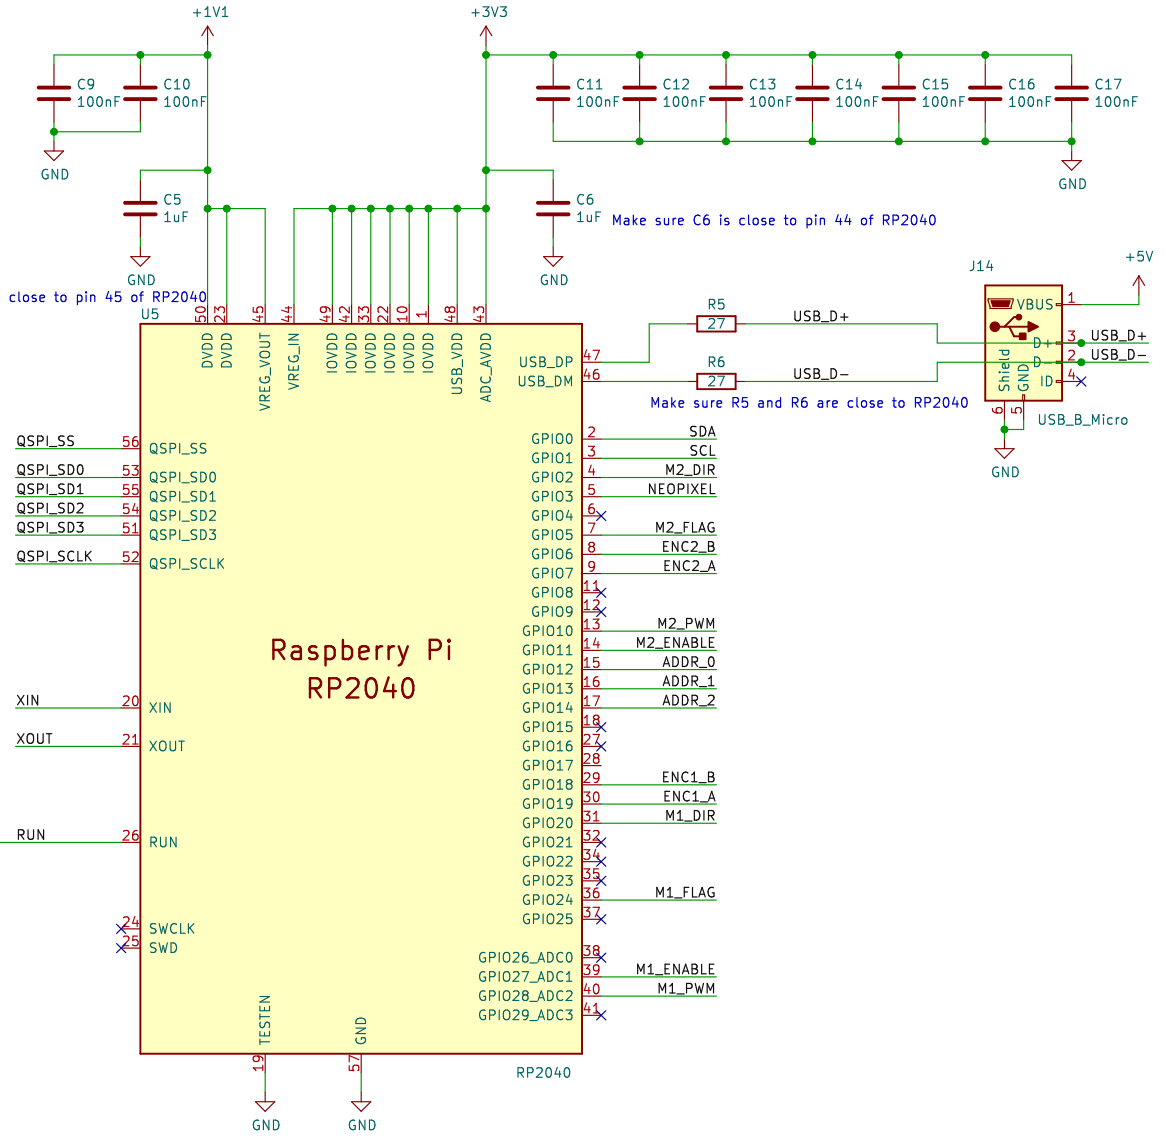 +1V1
+3V3
C9
100nF
C10
100nF
C11
100nF
C12
100nF
C13
100nF
C14
100nF
C15
100nF
C16
100nF
C17
100nF
GND
GND
C5
1uF
C6
1uF
Make sure C6 is close to pin 44 of RP2040
GND
GND
close to pin 45 of RP2040
U5
50
23
45
44
49
42
33
22
10
1
48
43
DVDD
DVDD
VREG_VOUT
VREG_IN
IOVDD
IOVDD
IOVDD
IOVDD
IOVDD
IOVDD
USB_VDD
ADC_AVDD
+5V
J14
VBUS
1
D+
3
USB_D+
D-
2
USB_D-
ID
4
Shield
GND
6
5
USB_B_Micro
GND
R5
27
USB_D+
R6
27
USB_D-
Make sure R5 and R6 are close to RP2040
USB_DP
47
USB_DM
46
QSPI_SS
56
QSPI_SS
QSPI_SD0
53
QSPI_SD0
QSPI_SD1
55
QSPI_SD1
QSPI_SD2
54
QSPI_SD2
QSPI_SD3
51
QSPI_SD3
QSPI_SCLK
52
QSPI_SCLK
Raspberry Pi
RP2040
XIN
20
XIN
XOUT
21
XOUT
RUN
26
RUN
24
SWCLK
25
SWD
GPIO0
2
SDA
GPIO1
3
SCL
GPIO2
4
M2_DIR
GPIO3
5
NEOPIXEL
GPIO4
6
GPIO5
7
M2_FLAG
GPIO6
8
ENC2_B
GPIO7
9
ENC2_A
GPIO8
11
GPIO9
12
GPIO10
13
M2_PWM
GPIO11
14
M2_ENABLE
GPIO12
15
ADDR_0
GPIO13
16
ADDR_1
GPIO14
17
ADDR_2
GPIO15
18
GPIO16
27
GPIO17
28
GPIO18
29
ENC1_B
GPIO19
30
ENC1_A
GPIO20
31
M1_DIR
GPIO21
32
GPIO22
34
GPIO23
35
GPIO24
36
M1_FLAG
GPIO25
37
GPIO26_ADC0
38
GPIO27_ADC1
39
M1_ENABLE
GPIO28_ADC2
40
M1_PWM
GPIO29_ADC3
41
TESTEN
GND
19
57
RP2040
GND
GND